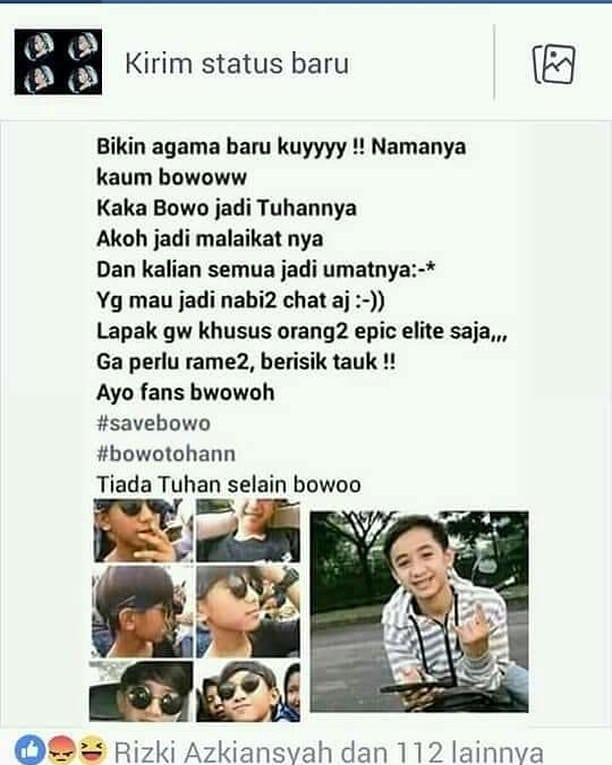 Kirim status baru
Bikin agama baru kuyyyy !! Namanya
kaum bowoww
Kaka Bowo jadi Tuhannya
Akoh jadi malaikat nya
Dan kalian semua jadi umatnya:-*
Yg mau jadi nabi2 chat aj :-))
Lapak gw khusus orang2 epic elite saja,,,
Ga perlu rame2, berisik tauk !!
Ayo fans bwowoh
#savebowo
#bowotohann
Tiada Tuhan selain bowoo
Rizki Azkiansyah dan 112 lainnya